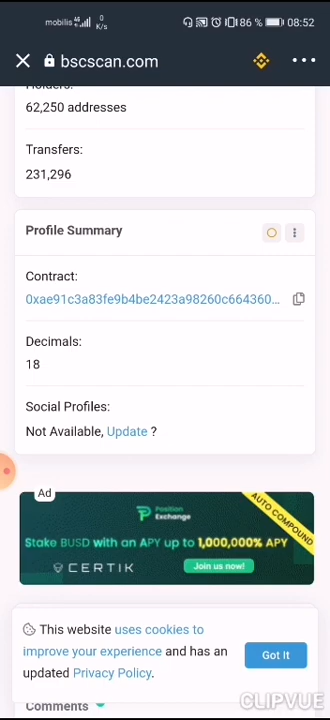 mobilis 4G 0 K/s 86 % 08:52
bscscan.com
Holders:
62,250 addresses
Transfers:
231,296
Profile Summary
Contract:
0xae91c3a83fe9b4be2423a98260c664360...
Decimals:
18
Social Profiles:
Not Available, Update ?
Ad
Position
Exchange
AUTO COMPOUND
Stake BUSD with an APY up to 1,000,000% APY
CERTIK
Join us now!
This website uses cookies to
improve your experience and has an
updated Privacy Policy.
Got It
Comments
CLIPVUE